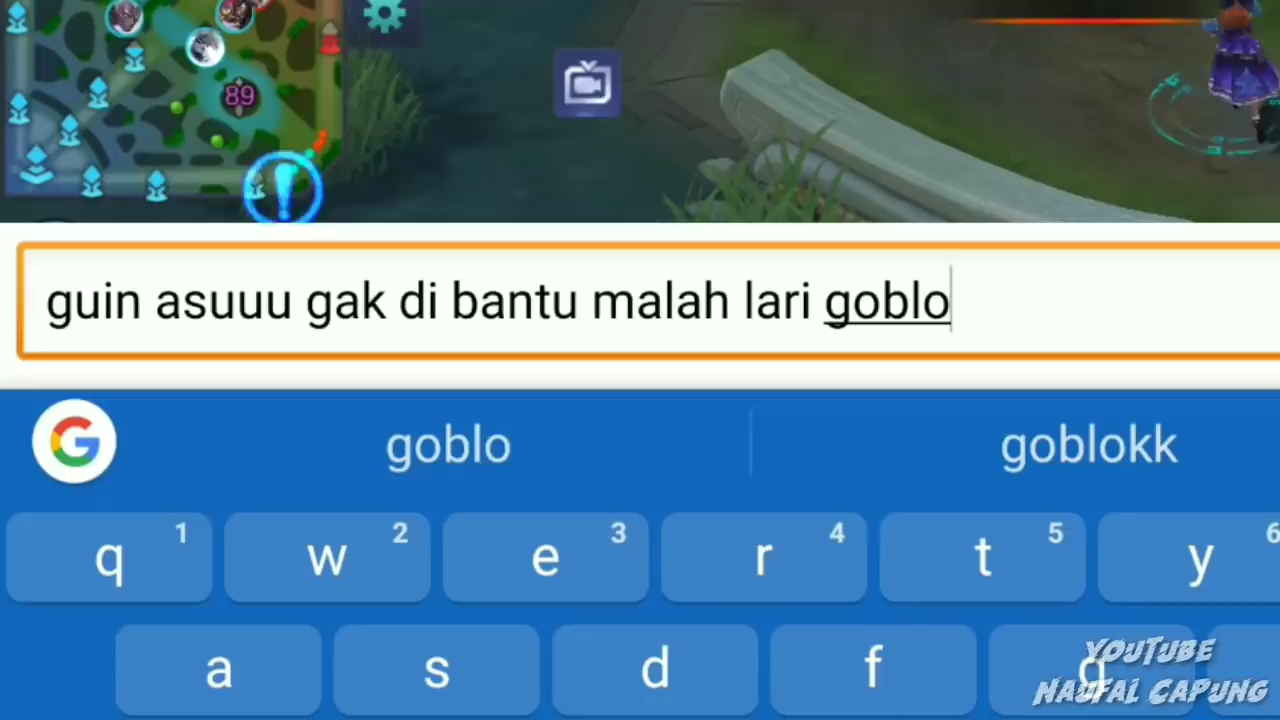 89
guin asuuu gak di bantu malah lari goblo
G goblo goblokk
q 1 w 2 e 3 r 4 t 5 y 6
a s d f g
YOUTUBE
NAUFAL CAPUNG